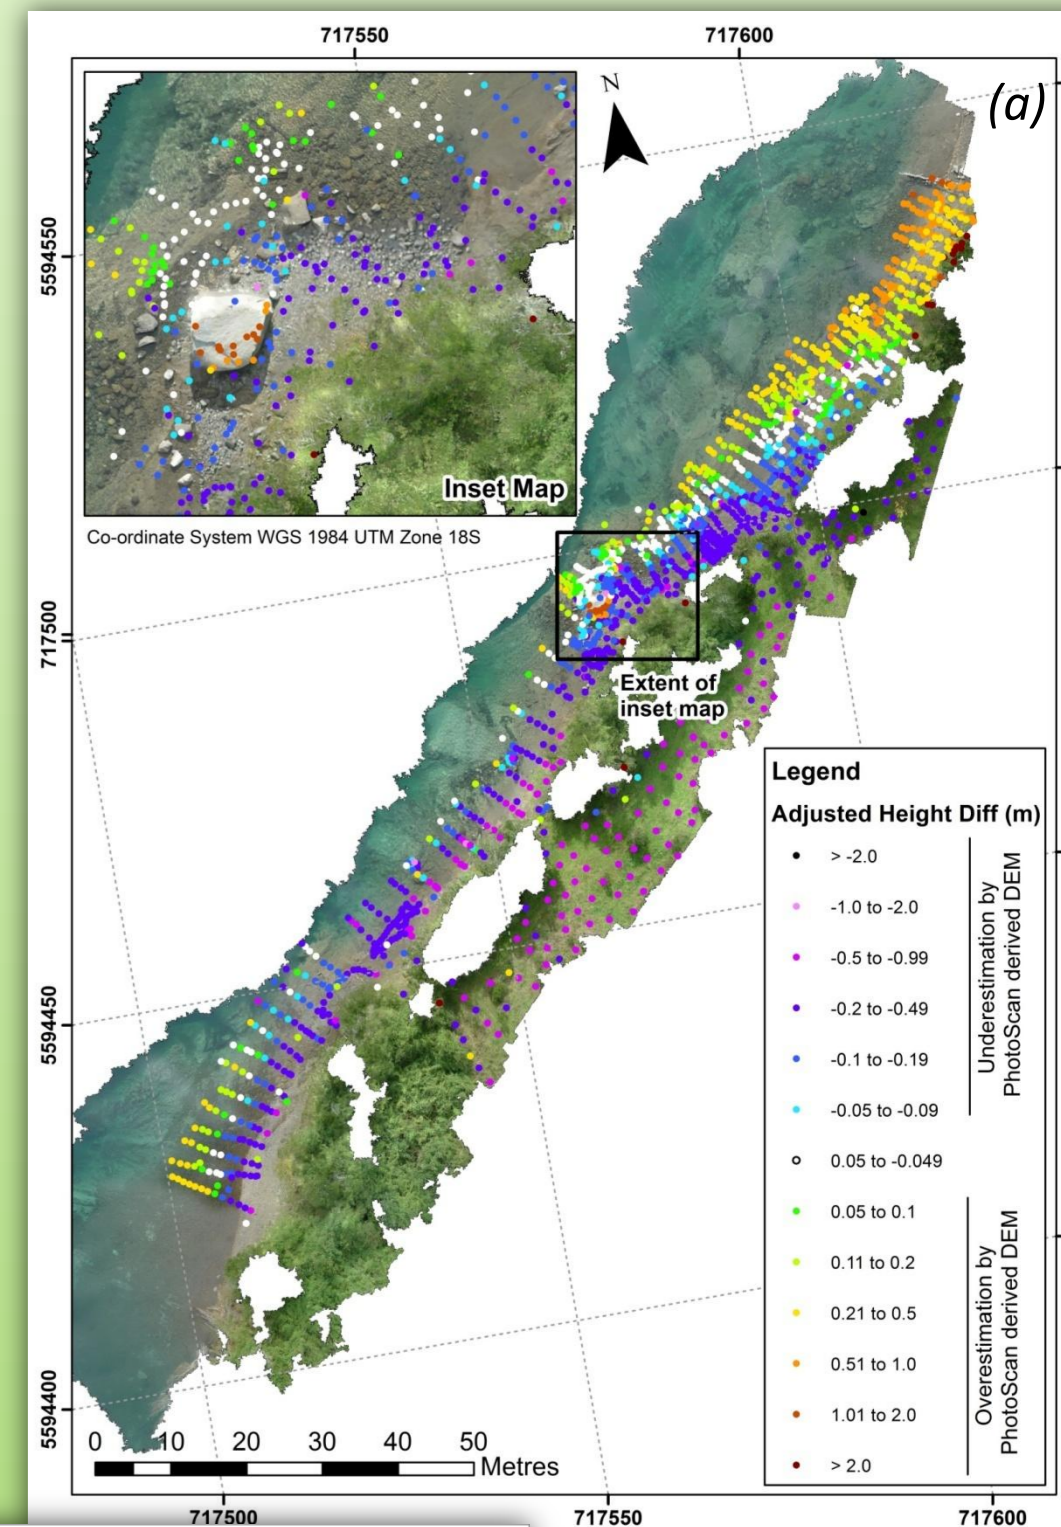 717550
717600
N
(a)
5594550
Inset Map
Co-ordinate System WGS 1984 UTM Zone 18S
717500
Extent of
inset map
Legend
Adjusted Height Diff (m)
> -2.0
-1.0 to -2.0
-0.5 to -0.99
-0.2 to -0.49
-0.1 to -0.19
-0.05 to -0.09
Underestimation by
PhotoScan derived DEM
0.05 to -0.049
0.05 to 0.1
0.11 to 0.2
0.21 to 0.5
0.51 to 1.0
1.01 to 2.0
> 2.0
Overestimation by
PhotoScan derived DEM
5594450
5594400
0 10 20 30 40 50
Metres
717500
717550
717600